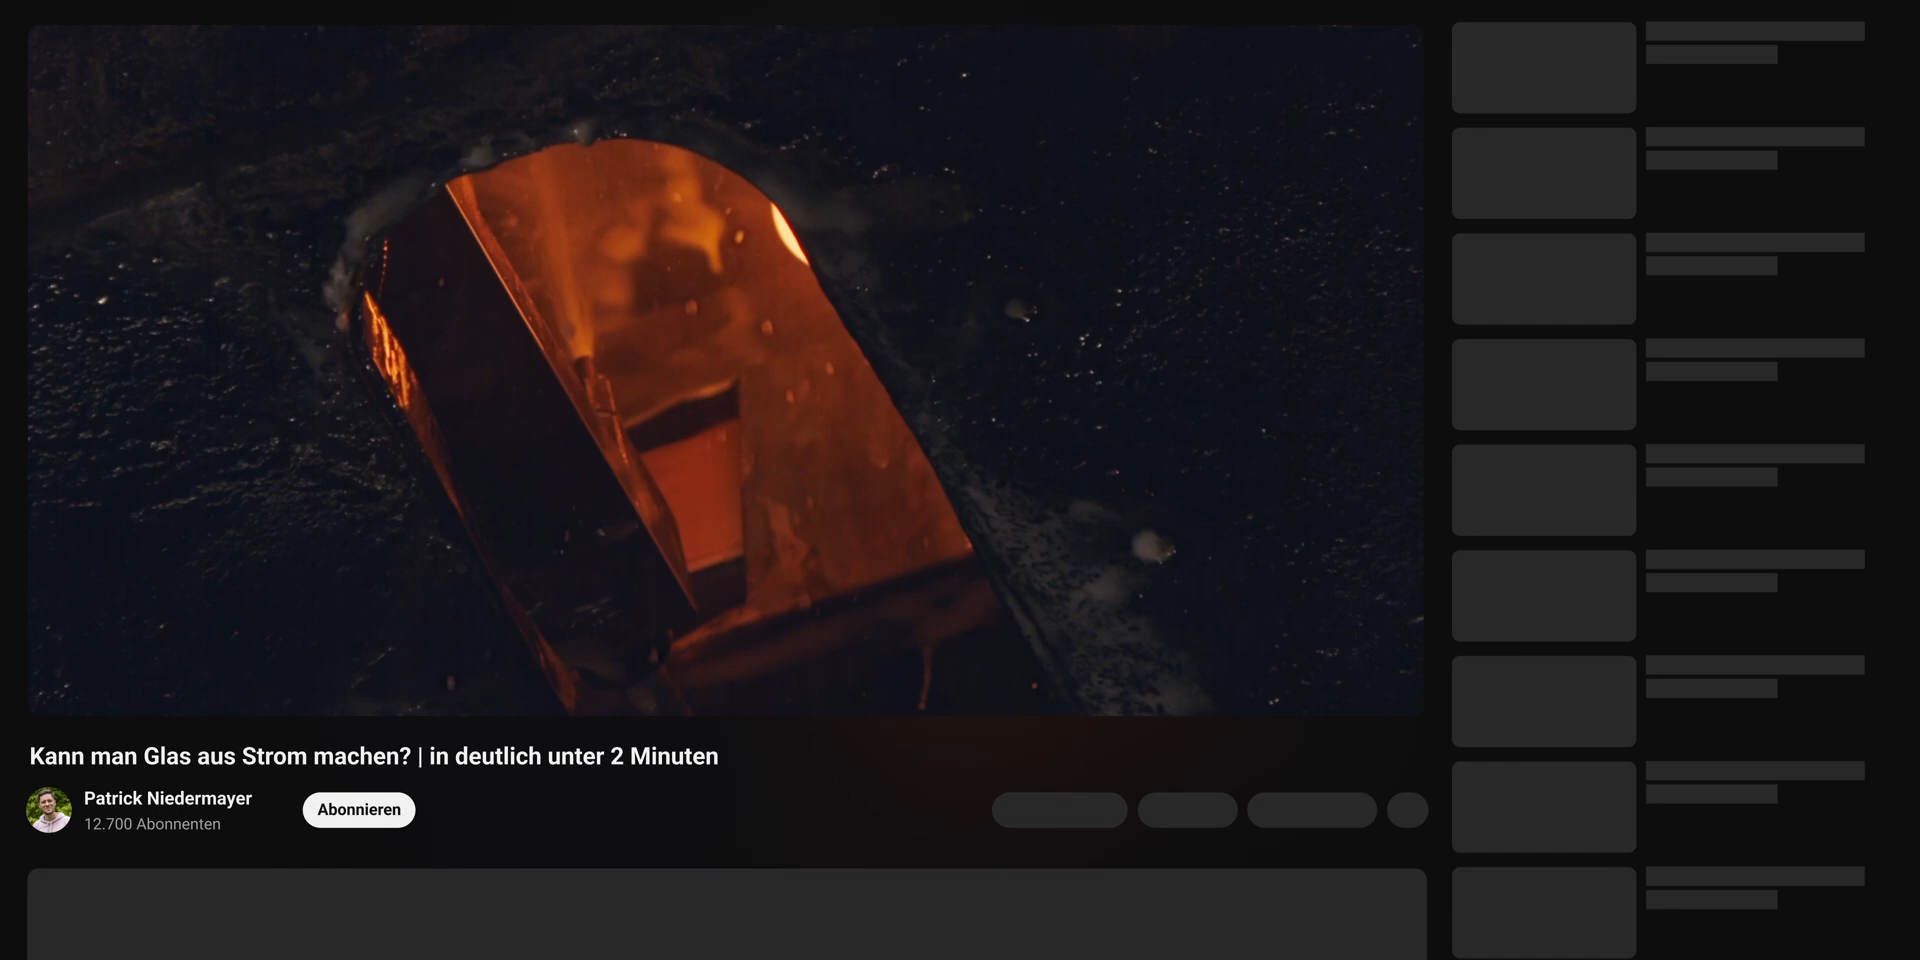 Kann man Glas aus Strom machen? | in deutlich unter 2 Minuten
Patrick Niedermayer
12.700 Abonnenten
Abonnieren